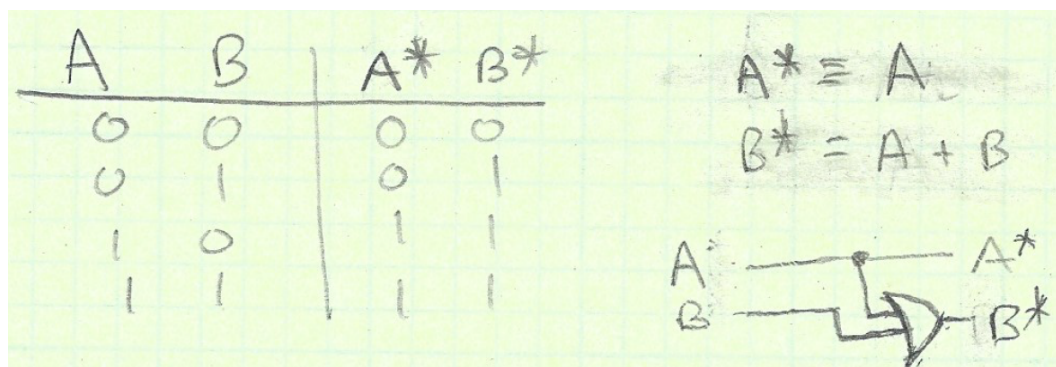 A B A* B*
0 0 0 0
0 1 0 1
1 0 1 1
1 1 1 1
A* ≡ A
B* = A + B
A A*
B B*